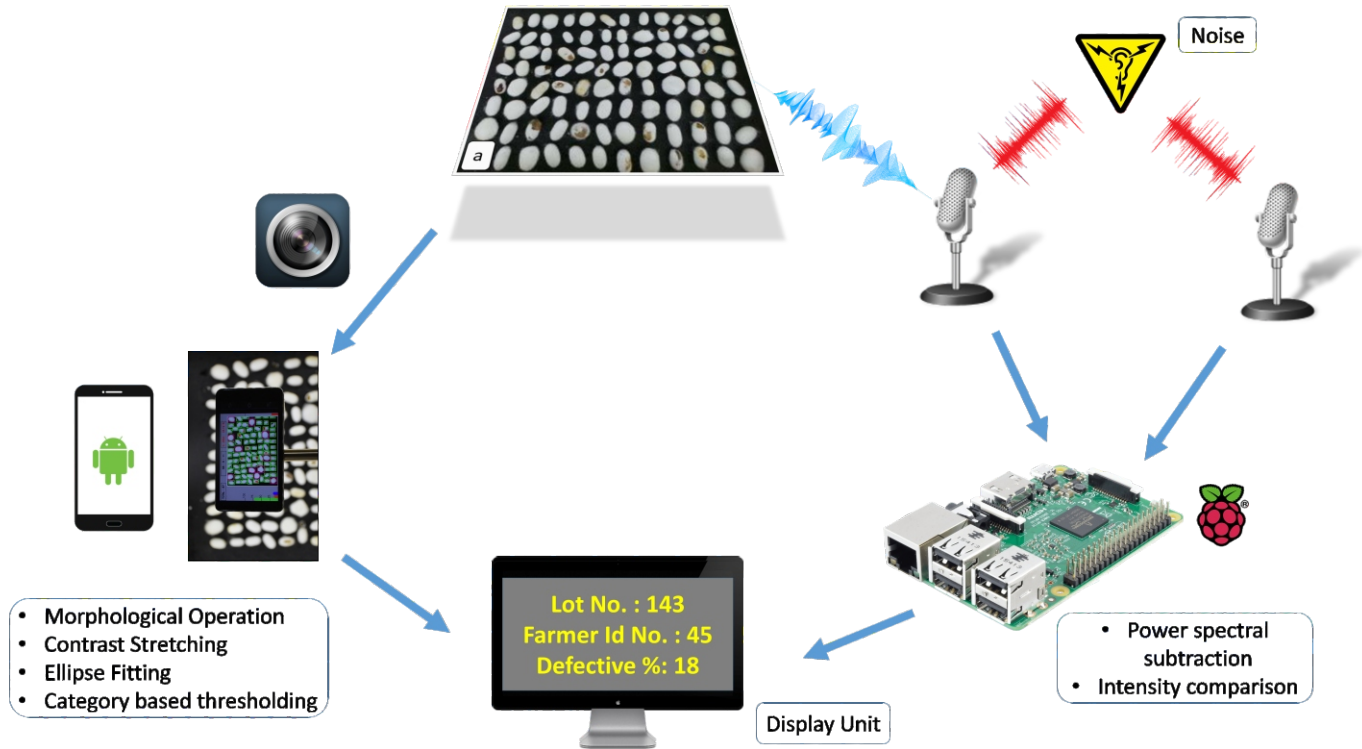 Noise
a
®
• Morphological Operation
• Contrast Stretching
• Ellipse Fitting
• Category based thresholding
Lot No. : 143
Farmer Id No. : 45
Defective %: 18
Display Unit
• Power spectral
subtraction
• Intensity comparison